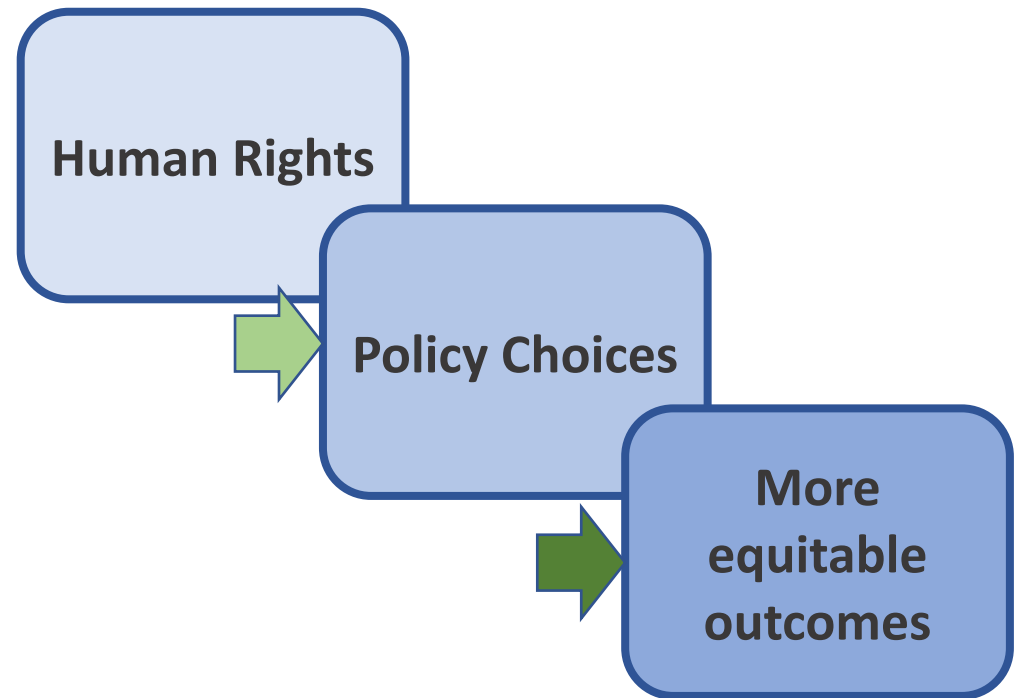 Human Rights
Policy Choices
More
equitable
outcomes